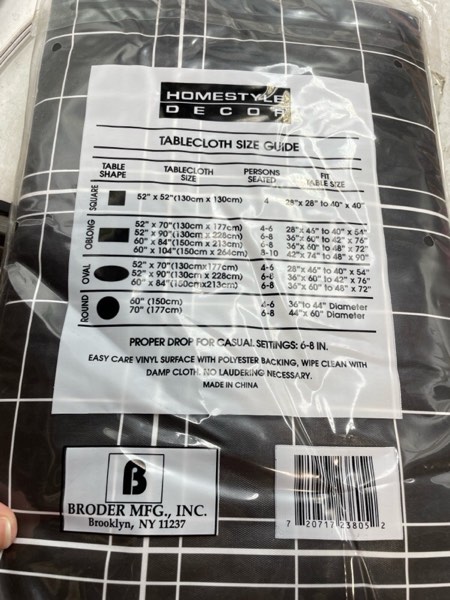 HOMESTYLE
DECOR
TABLECLOTH SIZE GUIDE
TABLE SHAPE TABLECLOTH SIZE PERSONS SEATED FIT TABLE SIZE
SQUARE 52" x 52"(130cm x 130cm) 4 28"x 28" to 40" x 40"
OBLONG 52" x 70"(130cm x 177cm) 4-6 28"x 46" to 40" x 54"
52" x 90"(130cm x 228cm) 6-8 36"x 60" to 42" x 76"
60" x 84"(150cm x 213cm) 6-8 36"x 60" to 48" x 72"
60" x 104"(150cm x 264cm) 8-10 42"x 74" to 48" x 90"
OVAL 52" x 70"(130cmx177cm) 4-6 28"x 46" to 40" x 54"
52" x 90"(130cm x 228cm) 6-8 36"x 60" to 42" x 76"
60" x 84"(150cmx213cm) 6-8 36"x 60" to 48" x 72"
ROUND 60" (150cm) 4-6 36"to 44" Diameter
70" (177cm) 6-8 44"x 60" Diameter
PROPER DROP FOR CASUAL SETTINGS: 6-8 IN.
EASY CARE VINYL SURFACE WITH POLYESTER BACKING, WIPE CLEAN WITH
DAMP CLOTH. NO LAUDERING NECESSARY.
MADE IN CHINA
B
BRODER MFG., INC.
Brooklyn, NY 11237
7 20717 23805 2